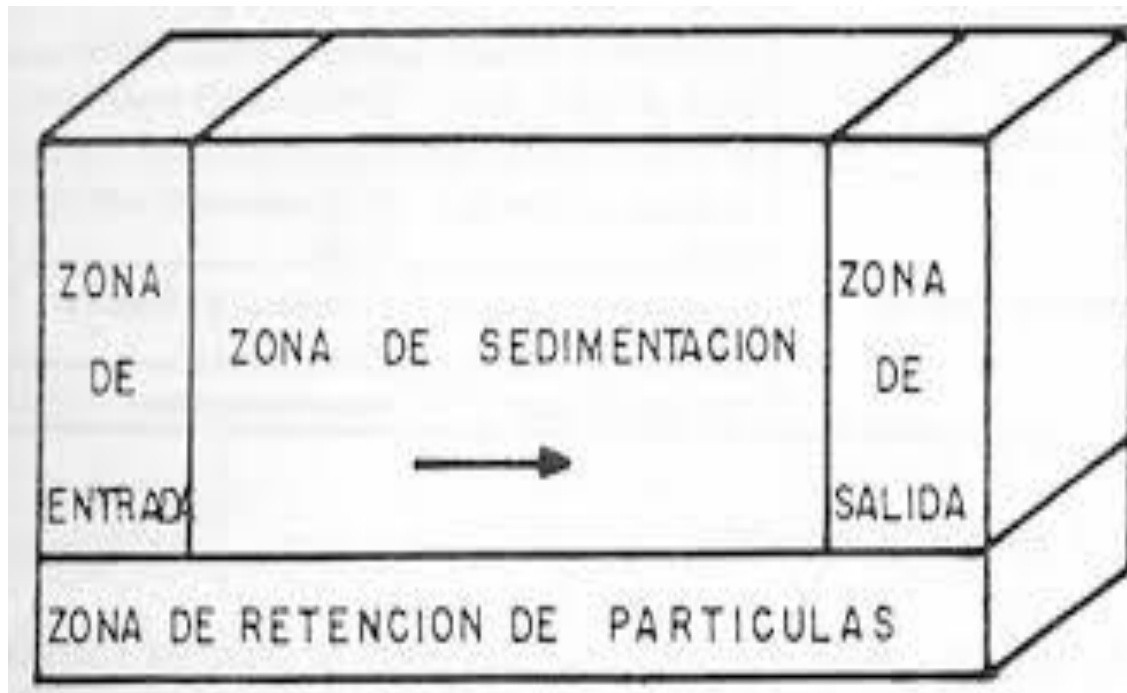 ZONA
DE
ENTRADA
ZONA DE SEDIMENTACION
ZONA
DE
SALIDA
ZONA DE RETENCION DE PARTICULAS